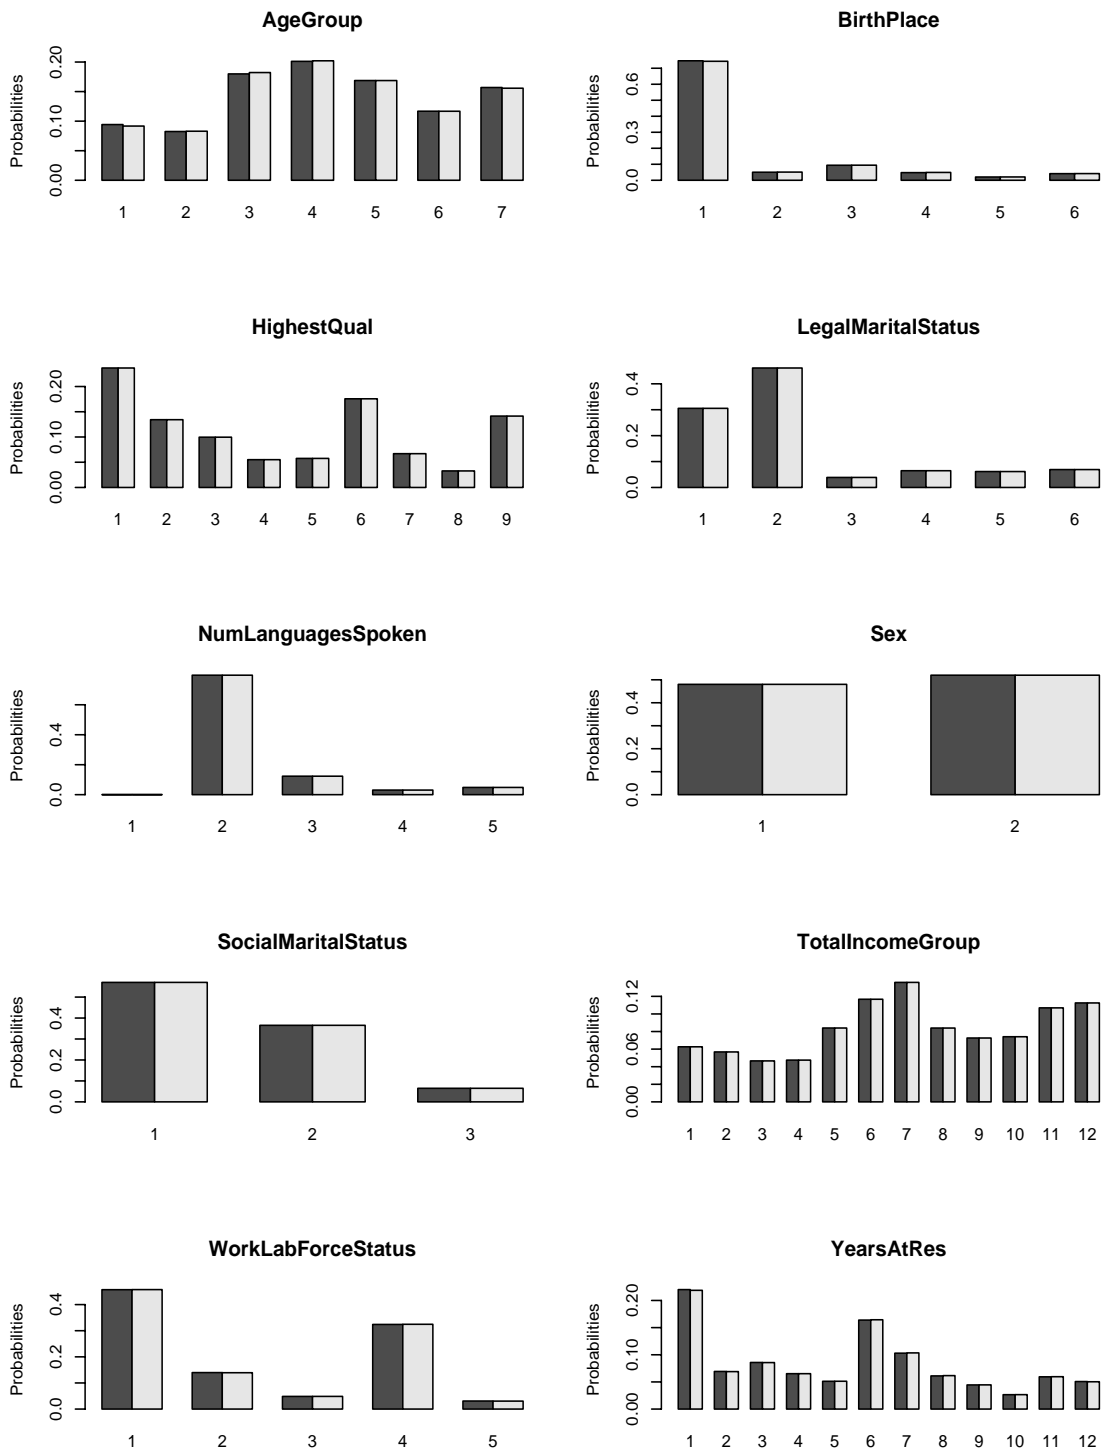 AgeGroup
Probabilities
0.00 0.10 0.20
1 2 3 4 5 6 7
BirthPlace
Probabilities
0.0 0.3 0.6
1 2 3 4 5 6
HighestQual
Probabilities
0.00 0.10 0.20
1 2 3 4 5 6 7 8 9
LegalMaritalStatus
Probabilities
0.0 0.2 0.4
1 2 3 4 5 6
NumLanguagesSpoken
Probabilities
0.0 0.4
1 2 3 4 5
Sex
Probabilities
0.0 0.2 0.4
1 2
SocialMaritalStatus
Probabilities
0.0 0.2 0.4
1 2 3
TotalIncomeGroup
Probabilities
0.00 0.06 0.12
1 2 3 4 5 6 7 8 9 10 11 12
WorkLabForceStatus
Probabilities
0.0 0.2 0.4
1 2 3 4 5
YearsAtRes
Probabilities
0.00 0.10 0.20
1 2 3 4 5 6 7 8 9 10 11 12